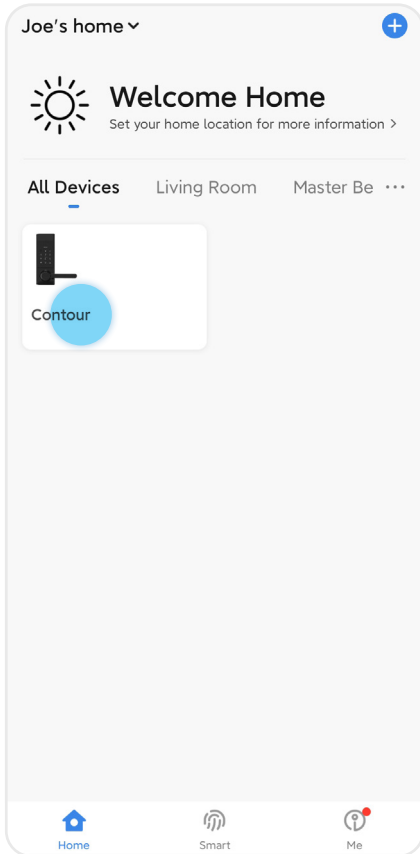 Joe's home
Welcome Home
Set your home location for more information >
All Devices Living Room Master Be ...
Contour
Home Smart Me